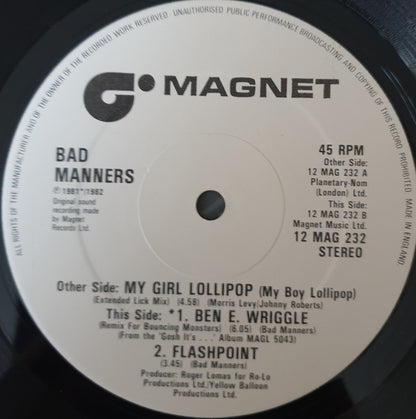 ALL RIGHTS OF THE MANUFACTURER AND OF THE OWNER OF THE RECORDED WORK RESERVED. UNAUTHORISED PUBLIC PERFORMANCE BROADCASTING AND COPYING OF THIS RECORD PROHIBITED. MADE IN ENGLAND.
MAGNET
BAD
MANNERS
℗ 1981*/1982
Original sound
recording made
by Magnet
Records Ltd.
45 RPM
Other Side:
12 MAG 232 A
Planetary-Nom
(London) Ltd.
This Side:
12 MAG 232 B
Magnet Music Ltd.
12 MAG 232
STEREO
Other Side: MY GIRL LOLLIPOP (My Boy Lollipop)
(Extended Lick Mix) (4.58) (Morris Levy/Johnny Roberts)
This Side: *1. BEN E. WRIGGLE
(Remix For Bouncing Monsters) (6.05) (Bad Manners)
(From the 'Gosh It's . . .' Album MAGL 5043)
2. FLASHPOINT
(3.45) (Bad Manners)
Producer: Roger Lomas for Ro-Lo
Productions Ltd./Yellow Balloon
Productions Ltd.